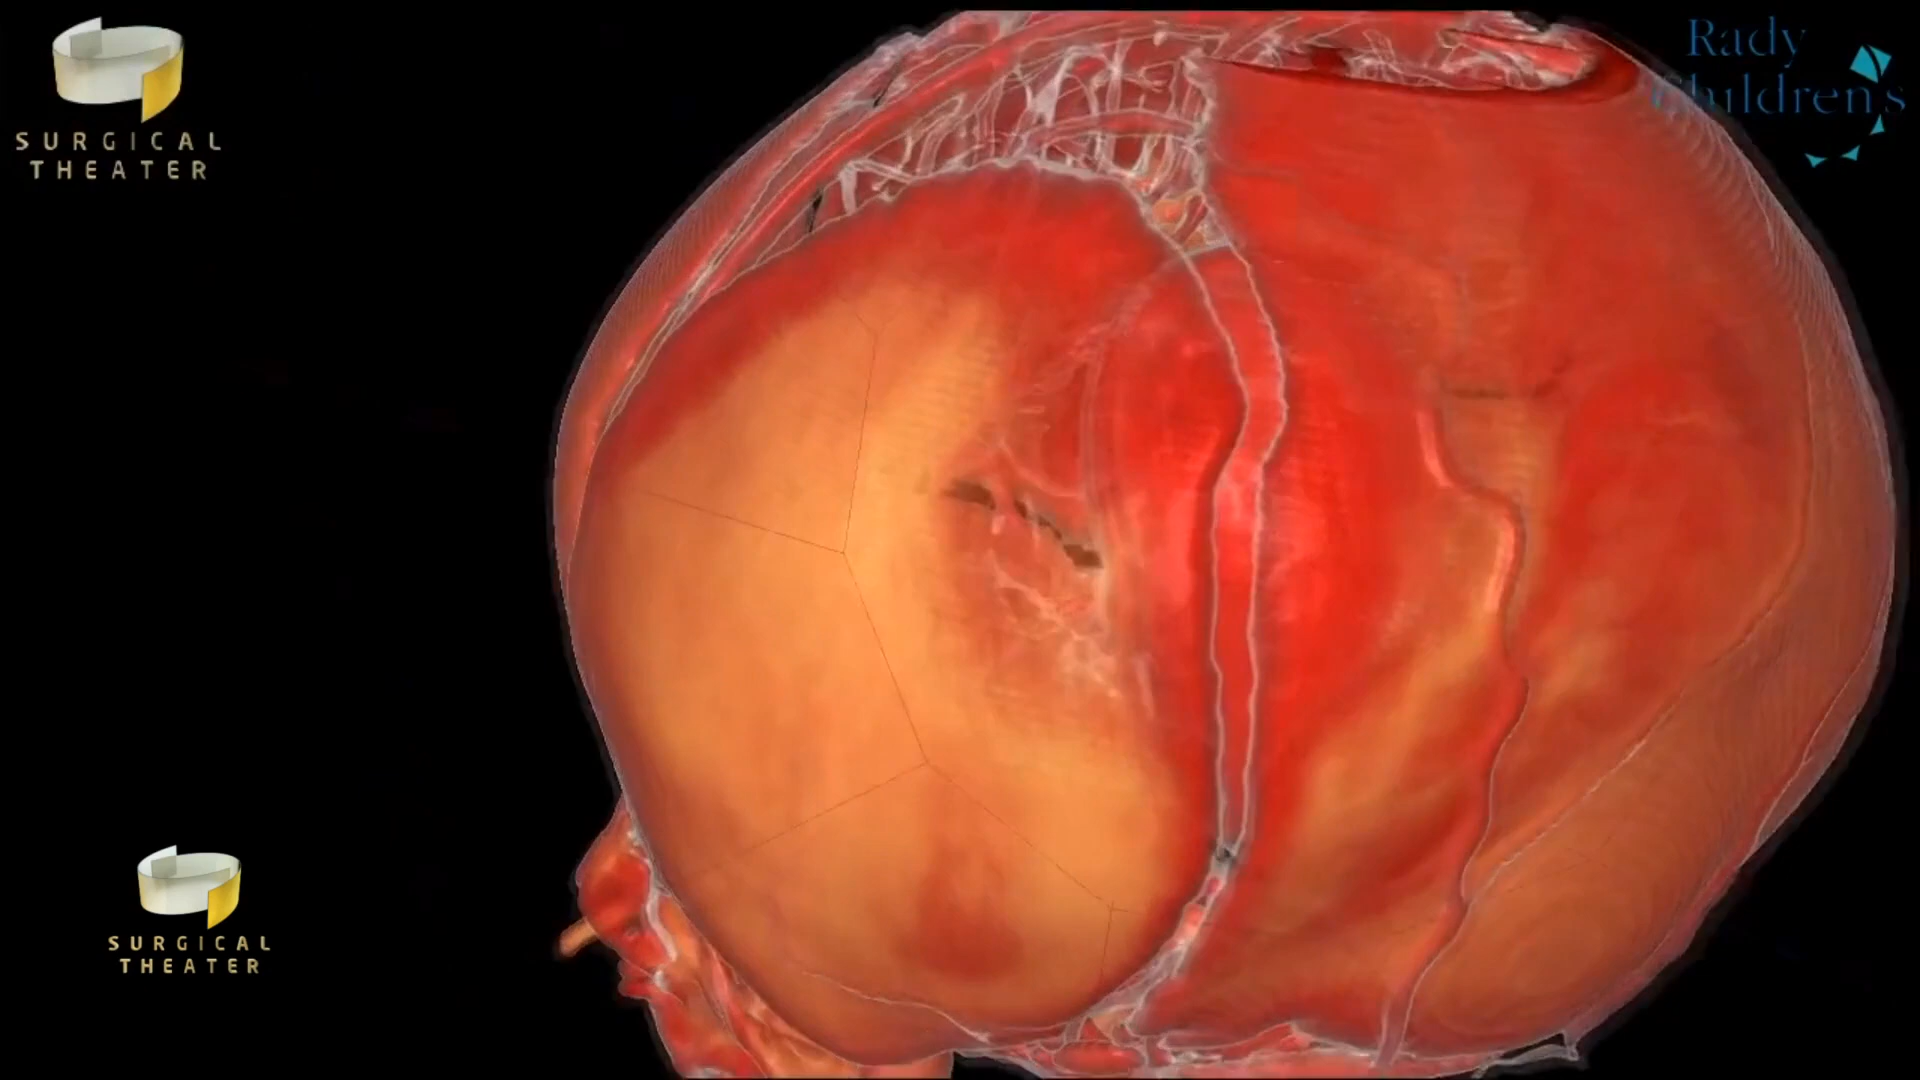 SURGICAL
THEATER
Rady
Children's
SURGICAL
THEATER